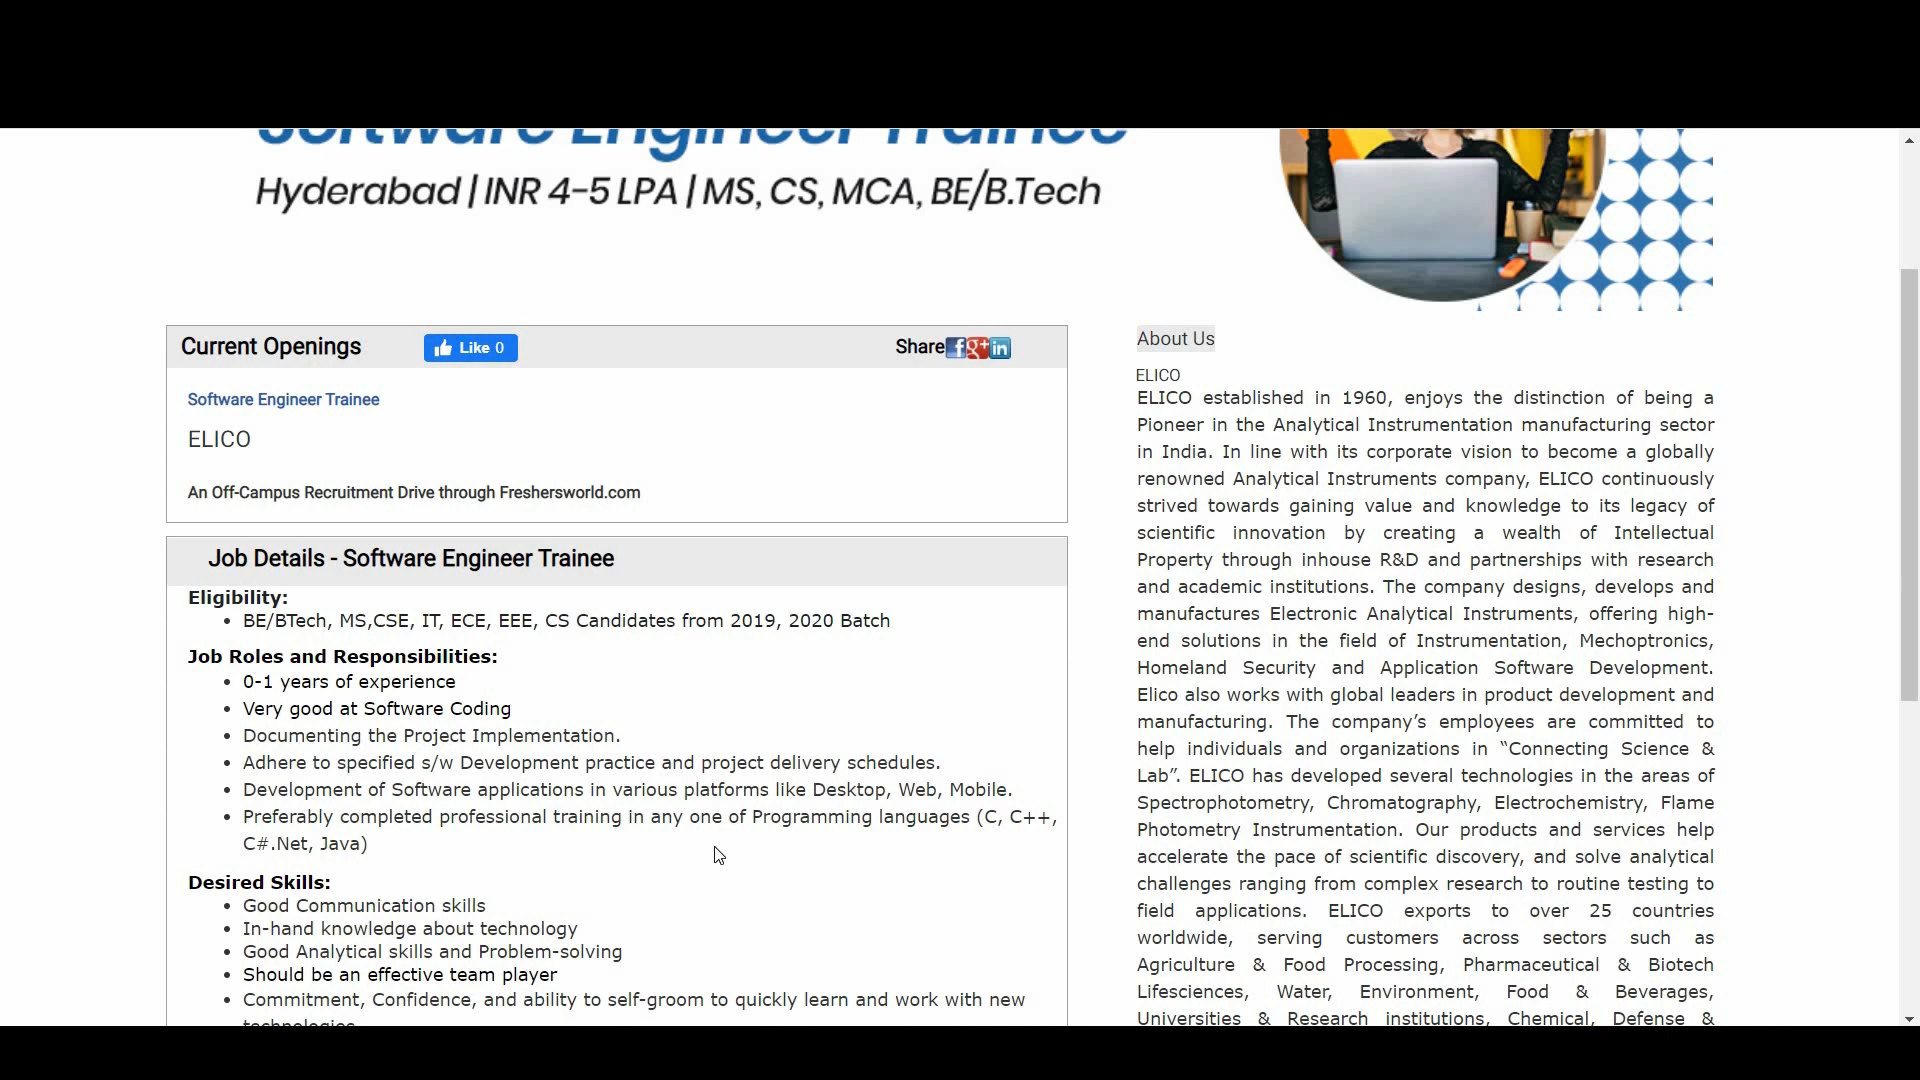 Software Engineer Trainee
Hyderabad | INR 4-5 LPA | MS, CS, MCA, BE/B.Tech
Current Openings
Like 0
Share
Software Engineer Trainee
ELICO
An Off-Campus Recruitment Drive through Freshersworld.com
Job Details - Software Engineer Trainee
Eligibility:
• BE/BTech, MS,CSE, IT, ECE, EEE, CS Candidates from 2019, 2020 Batch
Job Roles and Responsibilities:
• 0-1 years of experience
• Very good at Software Coding
• Documenting the Project Implementation.
• Adhere to specified s/w Development practice and project delivery schedules.
• Development of Software applications in various platforms like Desktop, Web, Mobile.
• Preferably completed professional training in any one of Programming languages (C, C++,
C#.Net, Java)
Desired Skills:
• Good Communication skills
• In-hand knowledge about technology
• Good Analytical skills and Problem-solving
• Should be an effective team player
• Commitment, Confidence, and ability to self-groom to quickly learn and work with new
technologies
About Us
ELICO
ELICO established in 1960, enjoys the distinction of being a
Pioneer in the Analytical Instrumentation manufacturing sector
in India. In line with its corporate vision to become a globally
renowned Analytical Instruments company, ELICO continuously
strived towards gaining value and knowledge to its legacy of
scientific innovation by creating a wealth of Intellectual
Property through inhouse R&D and partnerships with research
and academic institutions. The company designs, develops and
manufactures Electronic Analytical Instruments, offering high-
end solutions in the field of Instrumentation, Mechoptronics,
Homeland Security and Application Software Development.
Elico also works with global leaders in product development and
manufacturing. The company’s employees are committed to
help individuals and organizations in “Connecting Science &
Lab”. ELICO has developed several technologies in the areas of
Spectrophotometry, Chromatography, Electrochemistry, Flame
Photometry Instrumentation. Our products and services help
accelerate the pace of scientific discovery, and solve analytical
challenges ranging from complex research to routine testing to
field applications. ELICO exports to over 25 countries
worldwide, serving customers across sectors such as
Agriculture & Food Processing, Pharmaceutical & Biotech
Lifesciences, Water, Environment, Food & Beverages,
Universities & Research institutions, Chemical, Defense &